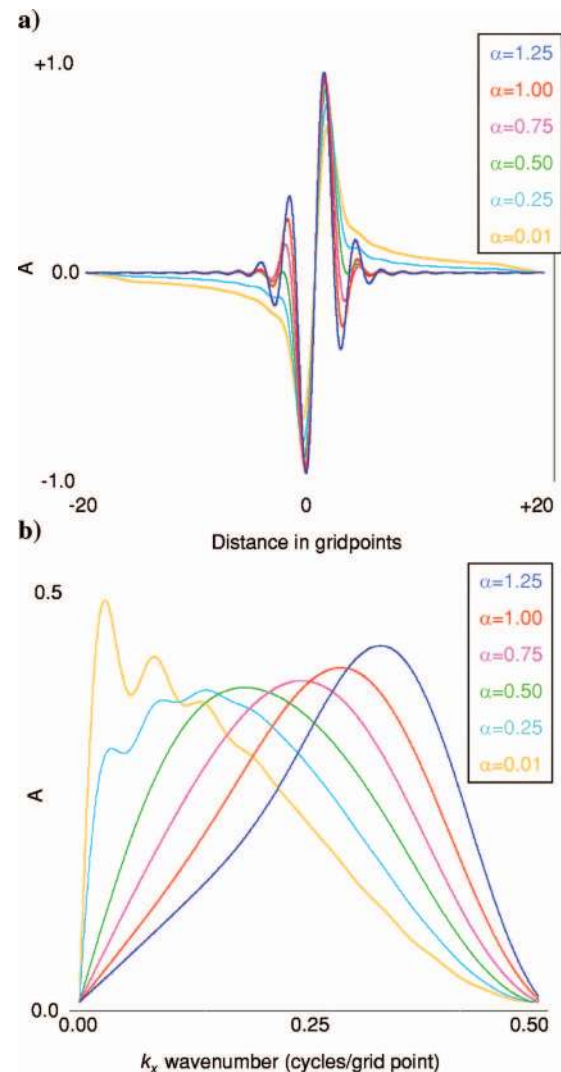 a)
+1.0
α=1.25
α=1.00
α=0.75
α=0.50
α=0.25
α=0.01
A
0.0
-1.0
-20
0
+20
Distance in gridpoints
b)
0.5
α=1.25
α=1.00
α=0.75
α=0.50
α=0.25
α=0.01
A
0.0
0.00
0.25
0.50
kx wavenumber (cycles/grid point)